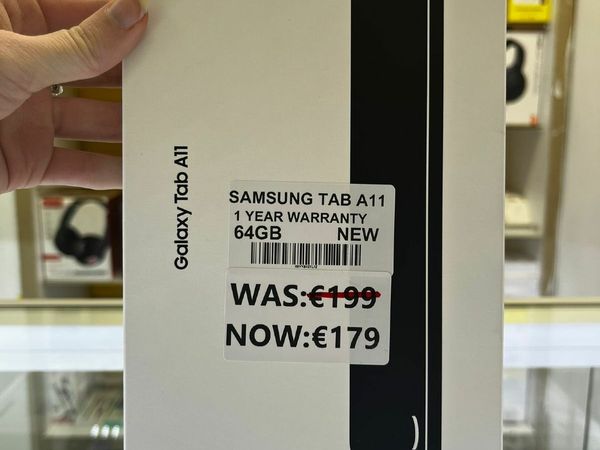 Galaxy Tab A11
SAMSUNG TAB A11
1 YEAR WARRANTY
64GB NEW
WAS:€199
NOW:€179